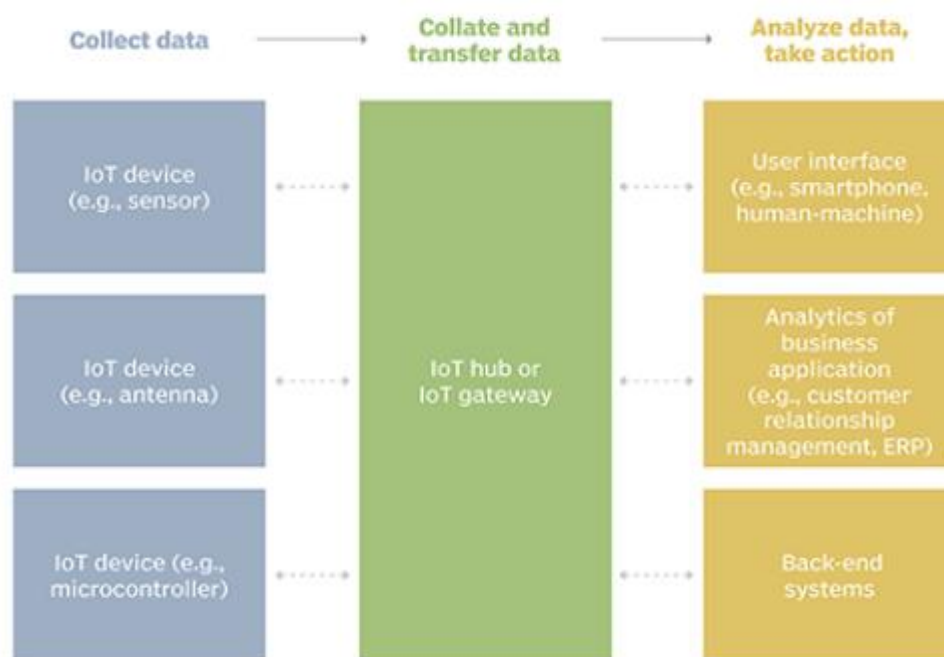 Collect data
Collate and
transfer data
Analyze data,
take action
IoT device
(e.g., sensor)
IoT device
(e.g., antenna)
IoT device (e.g.,
microcontroller)
IoT hub or
IoT gateway
User interface
(e.g., smartphone,
human-machine)
Analytics of
business
application
(e.g., customer
relationship
management, ERP)
Back-end
systems